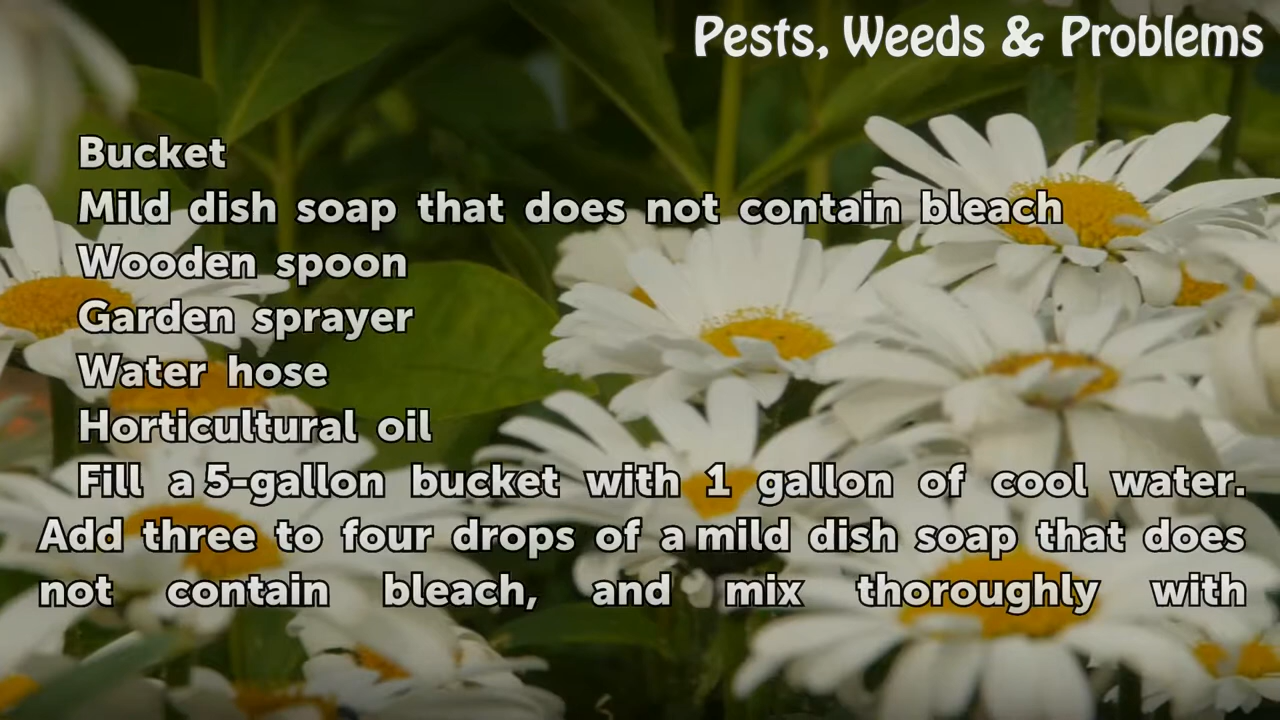 Pests, Weeds & Problems
Bucket
Mild dish soap that does not contain bleach
Wooden spoon
Garden sprayer
Water hose
Horticultural oil
Fill a 5-gallon bucket with 1 gallon of cool water.
Add three to four drops of a mild dish soap that does
not contain bleach, and mix thoroughly with